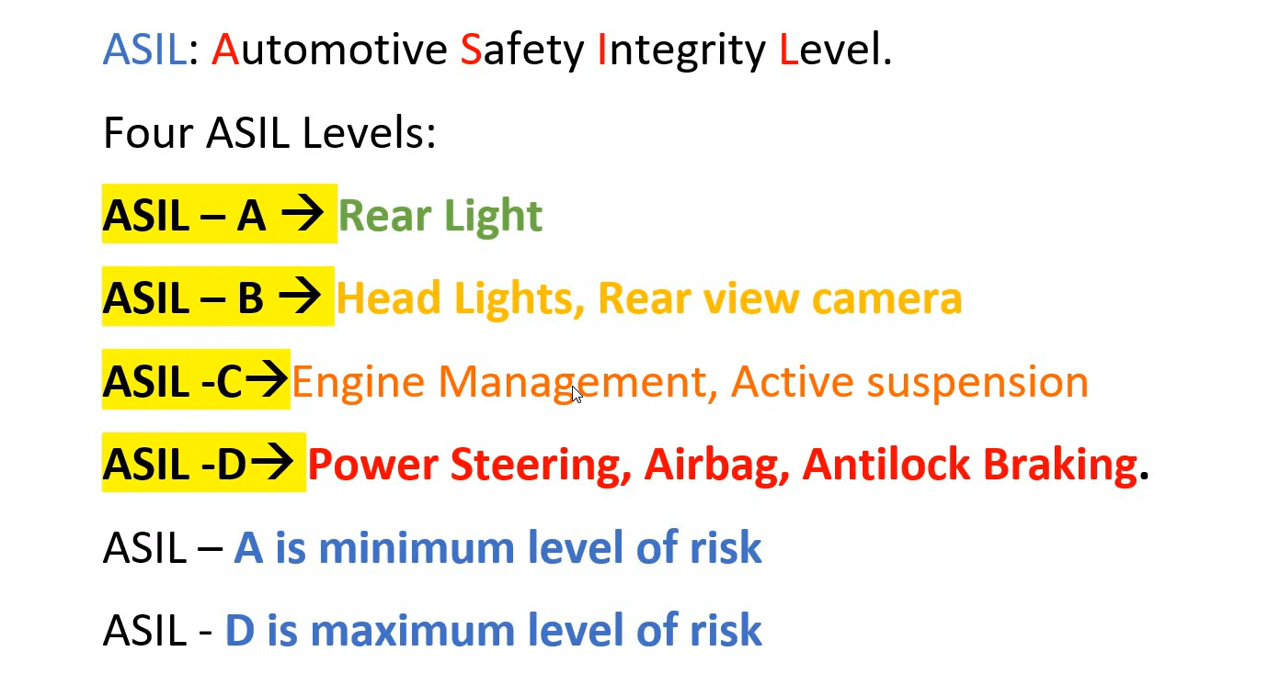 ASIL: Automotive Safety Integrity Level.
Four ASIL Levels:
ASIL – A → Rear Light
ASIL – B → Head Lights, Rear view camera
ASIL -C→Engine Management, Active suspension
ASIL -D→ Power Steering, Airbag, Antilock Braking.
ASIL – A is minimum level of risk
ASIL - D is maximum level of risk